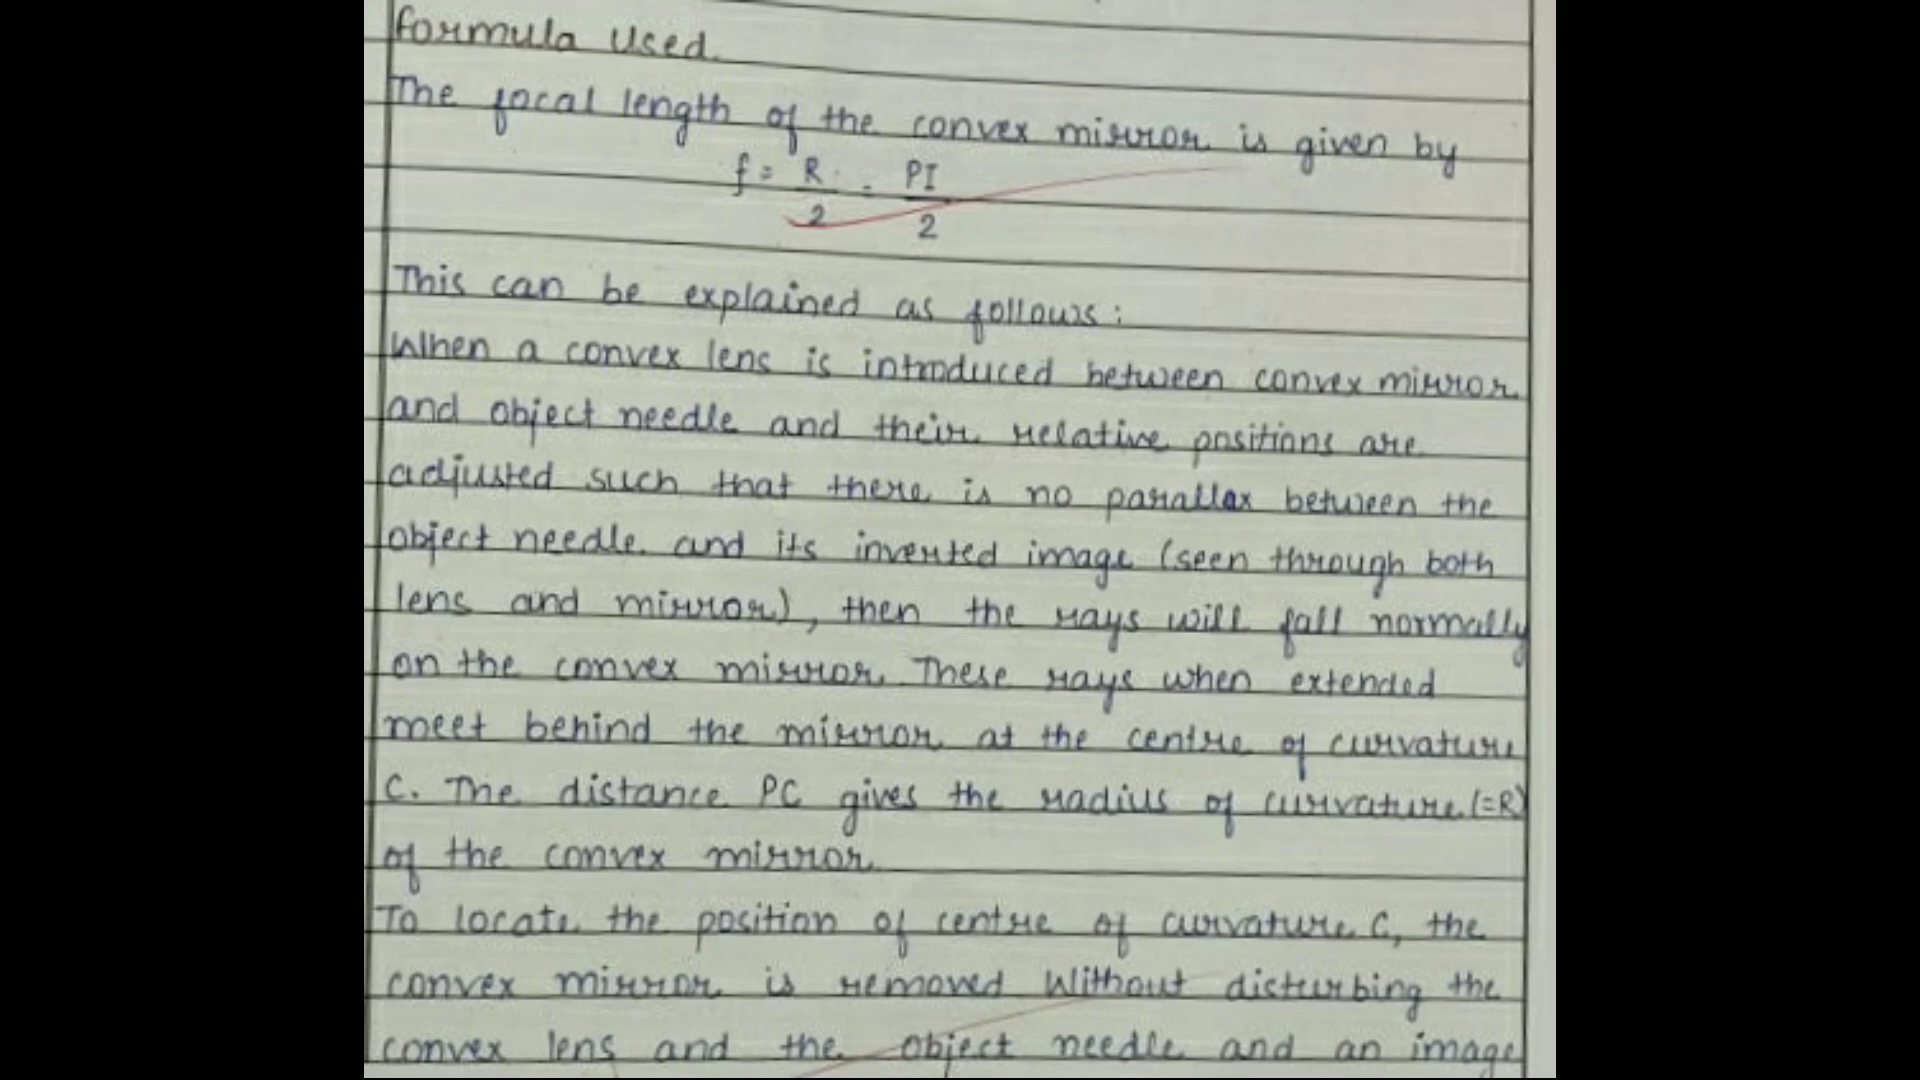 formula used.
The focal length of the convex mirror is given by
f = R/2 = PI/2
This can be explained as follows:
When a convex lens is introduced between convex mirror
and object needle and their relative positions are
adjusted such that there is no parallax between the
object needle and its inverted image (seen through both
lens and mirror), then the rays will fall normally
on the convex mirror. These rays when extended
meet behind the mirror at the centre of curvature
C. The distance PC gives the radius of curvature (=R)
of the convex mirror
To locate the position of centre of curvature C, the
convex mirror is removed Without disturbing the
convex lens and the object needle and an image